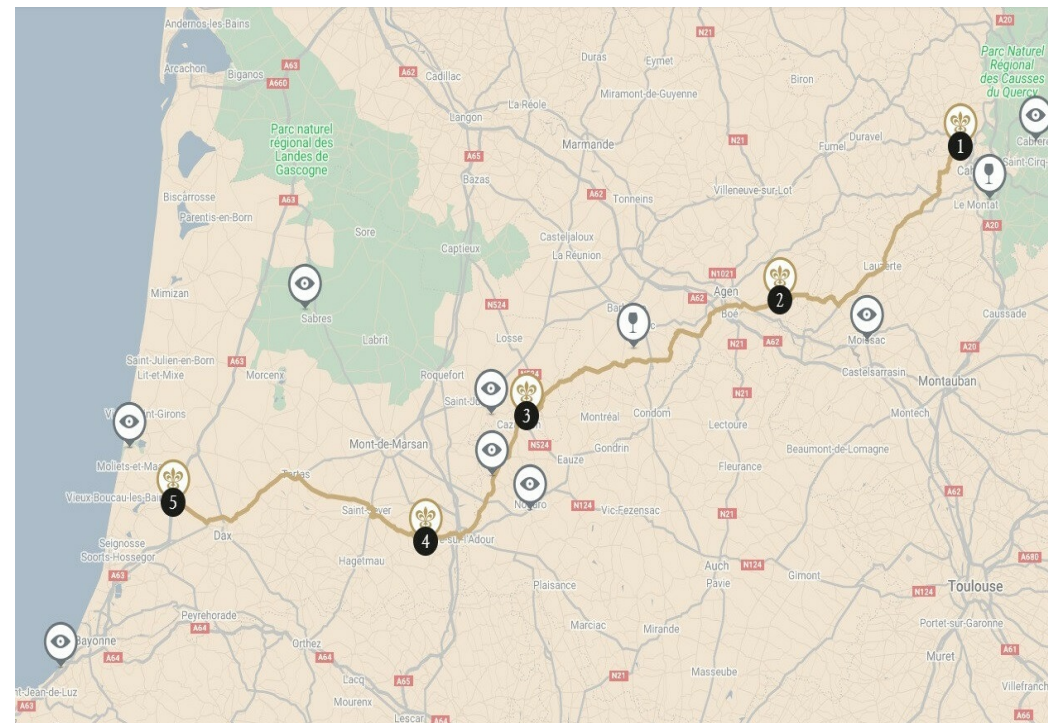 Andernos-les-Bains
A20
A63
N21
Duras
Eymet
Parc Naturel
Régional
des Causses
du Quercy
Arcachon
Biganos
A62
Cadillac
Biron
A660
Miramont-de-Guyenne
La-Réole
Langon
1
Parc naturel
régional des
Landes de
Gascogne
Marmande
N21
Duravel
Fumel
A65
Bazas
Villeneuve-sur-Lot
Le Montat
Biscarrosse
A63
A62
Tonneins
Parentis-en-Born
A20
Sore
Captieux
Casteljaloux
La Réunion
Lauzerte
N1021
Mimizan
A62
Agen
2
N524
Boé
Caussade
Sabres
Labrit
Losse
N21
A62
Moissac
A20
Saint-Julien-en-Born
Lit-et-Mixe
A63
Morcenx
Roquefort
Castelsarrasin
Montauban
N21
3
Montréal
Condom
Montech
Lectoure
Mont-de-Marsan
N524
Gondrin
Beaumont-de-Lomagne
Eauze
Fleurance
Tartas
5
A62
N124
Vic-Fezensac
Saint-Sever
N21
Dax
4
Seignosse
Soorts-Hossegor
A680
Hagetmau
Auch
N124
Pavie
Gimont
A63
Plaisance
Toulouse
N124
Peyrehorade
Marciac
Mirande
Portet-sur-Garonne
A64
Bayonne
Orthez
A61
A64
A64
Muret
Masseube
N21
Lacq
A65
A63
Mourenx
Lescar
A64
A66